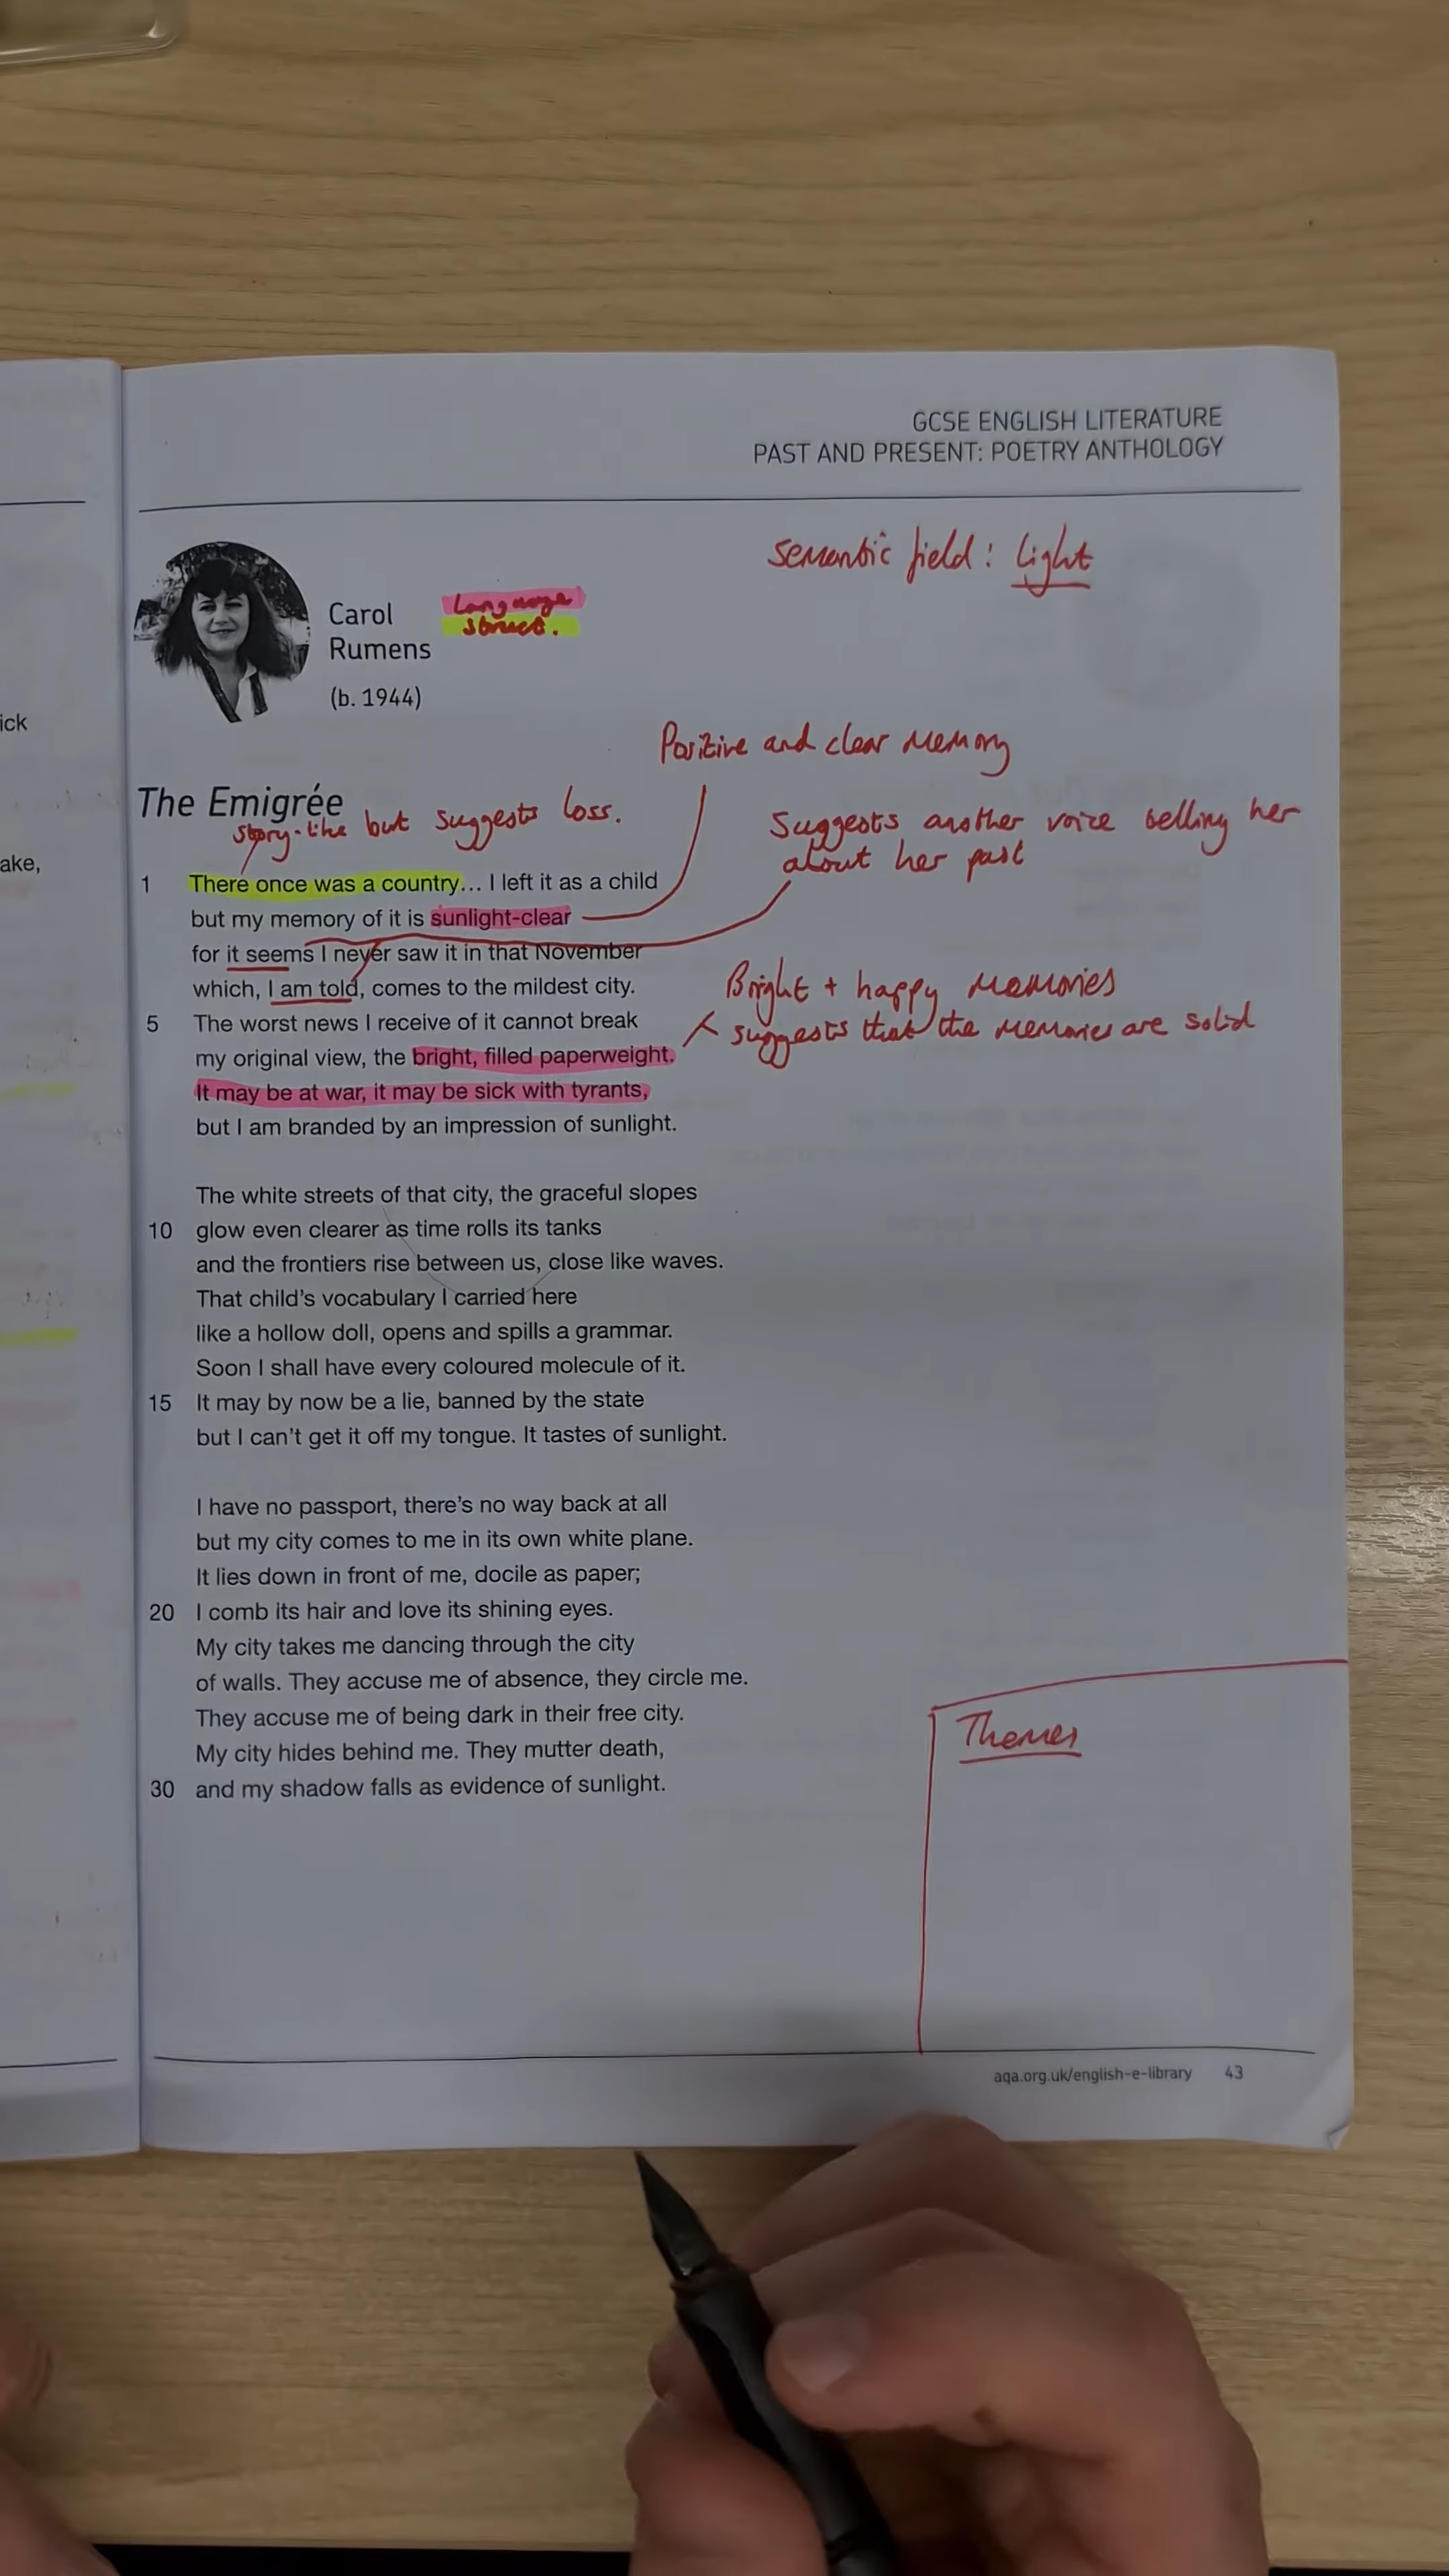 ick
ake,
GCSE ENGLISH LITERATURE
PAST AND PRESENT: POETRY ANTHOLOGY
Semantic field: Light
Carol
Rumens
(b. 1944)
Language
struct.
Positive and clear memory
The Emigrée
story-like but suggests loss.
Suggests another voice telling her
about her past
1 There once was a country... I left it as a child
but my memory of it is sunlight-clear
for it seems I never saw it in that November
which, I am told, comes to the mildest city.
Bright + happy memories
suggests that the memories are solid
5 The worst news I receive of it cannot break
my original view, the bright, filled paperweight.
It may be at war, it may be sick with tyrants,
but I am branded by an impression of sunlight.
The white streets of that city, the graceful slopes
10 glow even clearer as time rolls its tanks
and the frontiers rise between us, close like waves.
That child's vocabulary I carried here
like a hollow doll, opens and spills a grammar.
Soon I shall have every coloured molecule of it.
15 It may by now be a lie, banned by the state
but I can't get it off my tongue. It tastes of sunlight.
I have no passport, there's no way back at all
but my city comes to me in its own white plane.
It lies down in front of me, docile as paper;
20 I comb its hair and love its shining eyes.
My city takes me dancing through the city
of walls. They accuse me of absence, they circle me.
They accuse me of being dark in their free city.
My city hides behind me. They mutter death,
30 and my shadow falls as evidence of sunlight.
Themes
aqa.org.uk/english-e-library 43